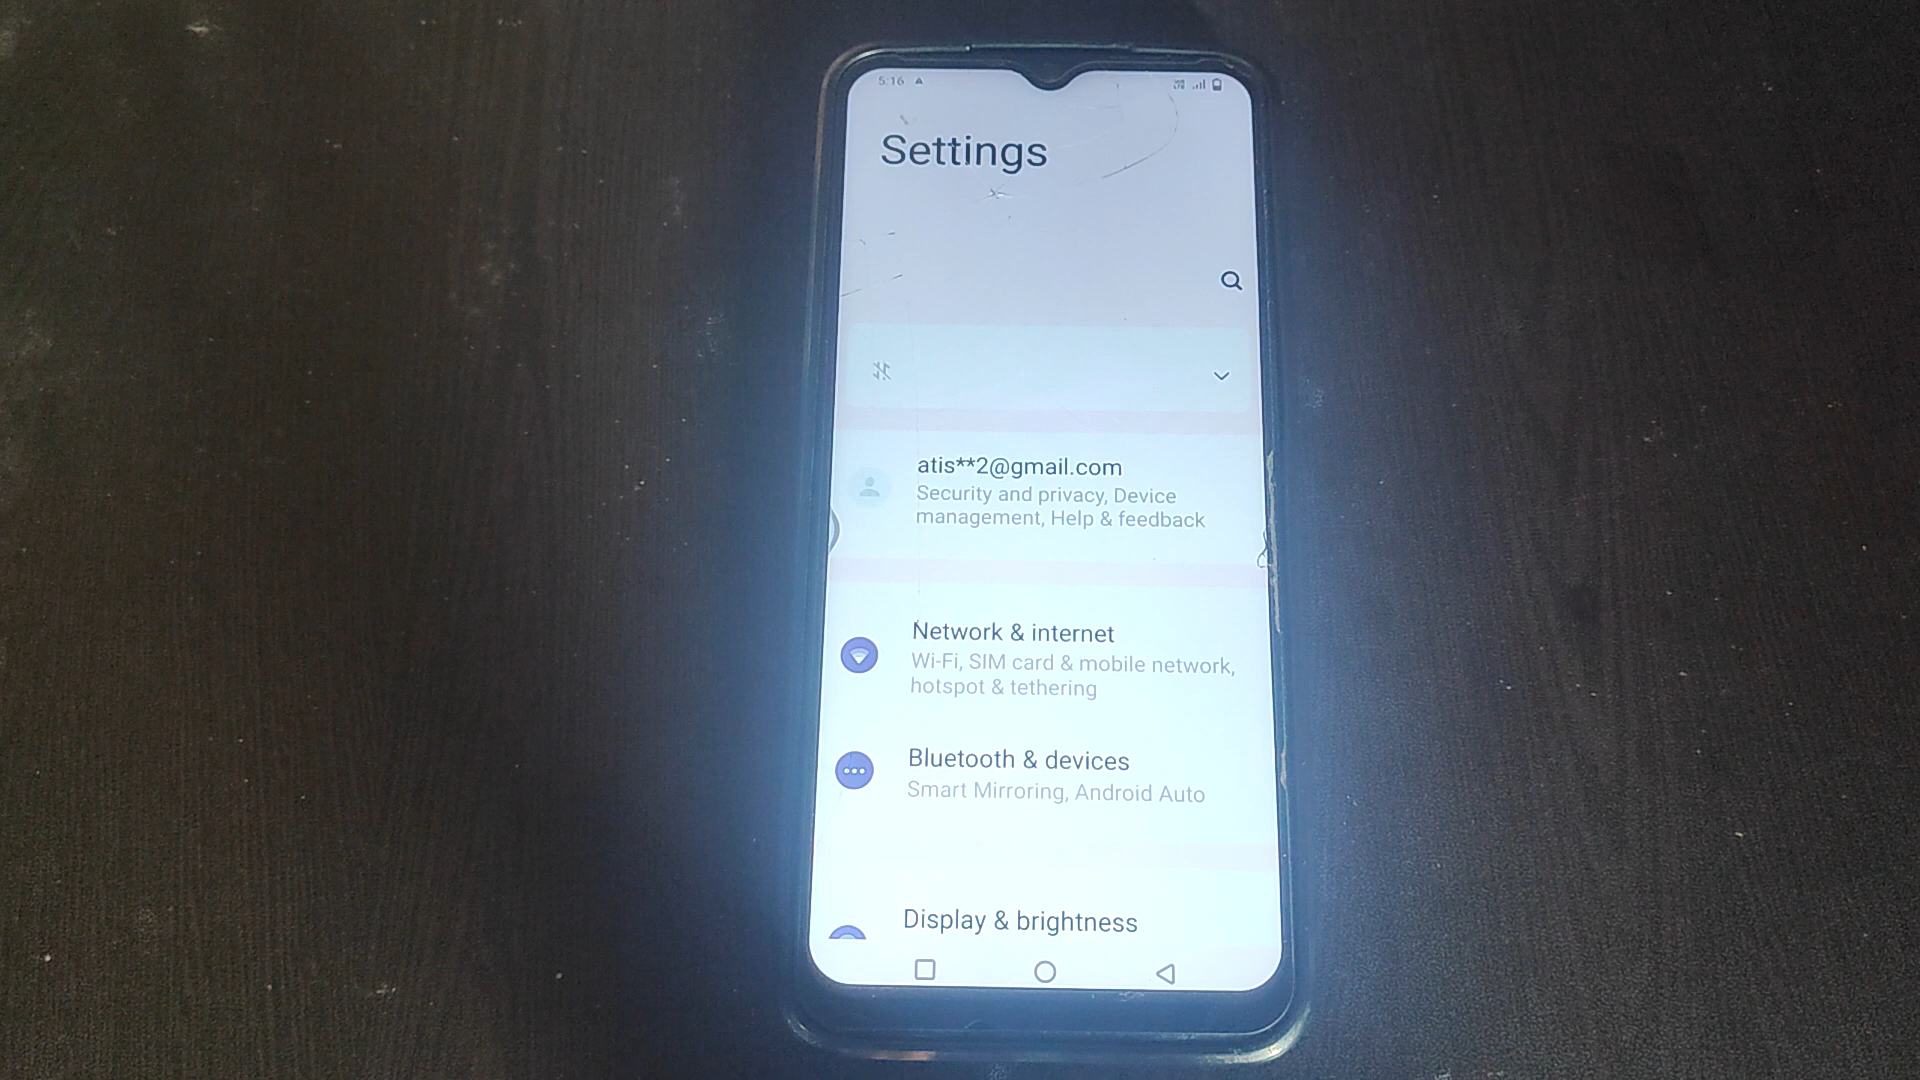 5:16
Settings
atis**2@gmail.com
Security and privacy, Device
management, Help & feedback
Network & internet
Wi-Fi, SIM card & mobile network,
hotspot & tethering
Bluetooth & devices
Smart Mirroring, Android Auto
Display & brightness